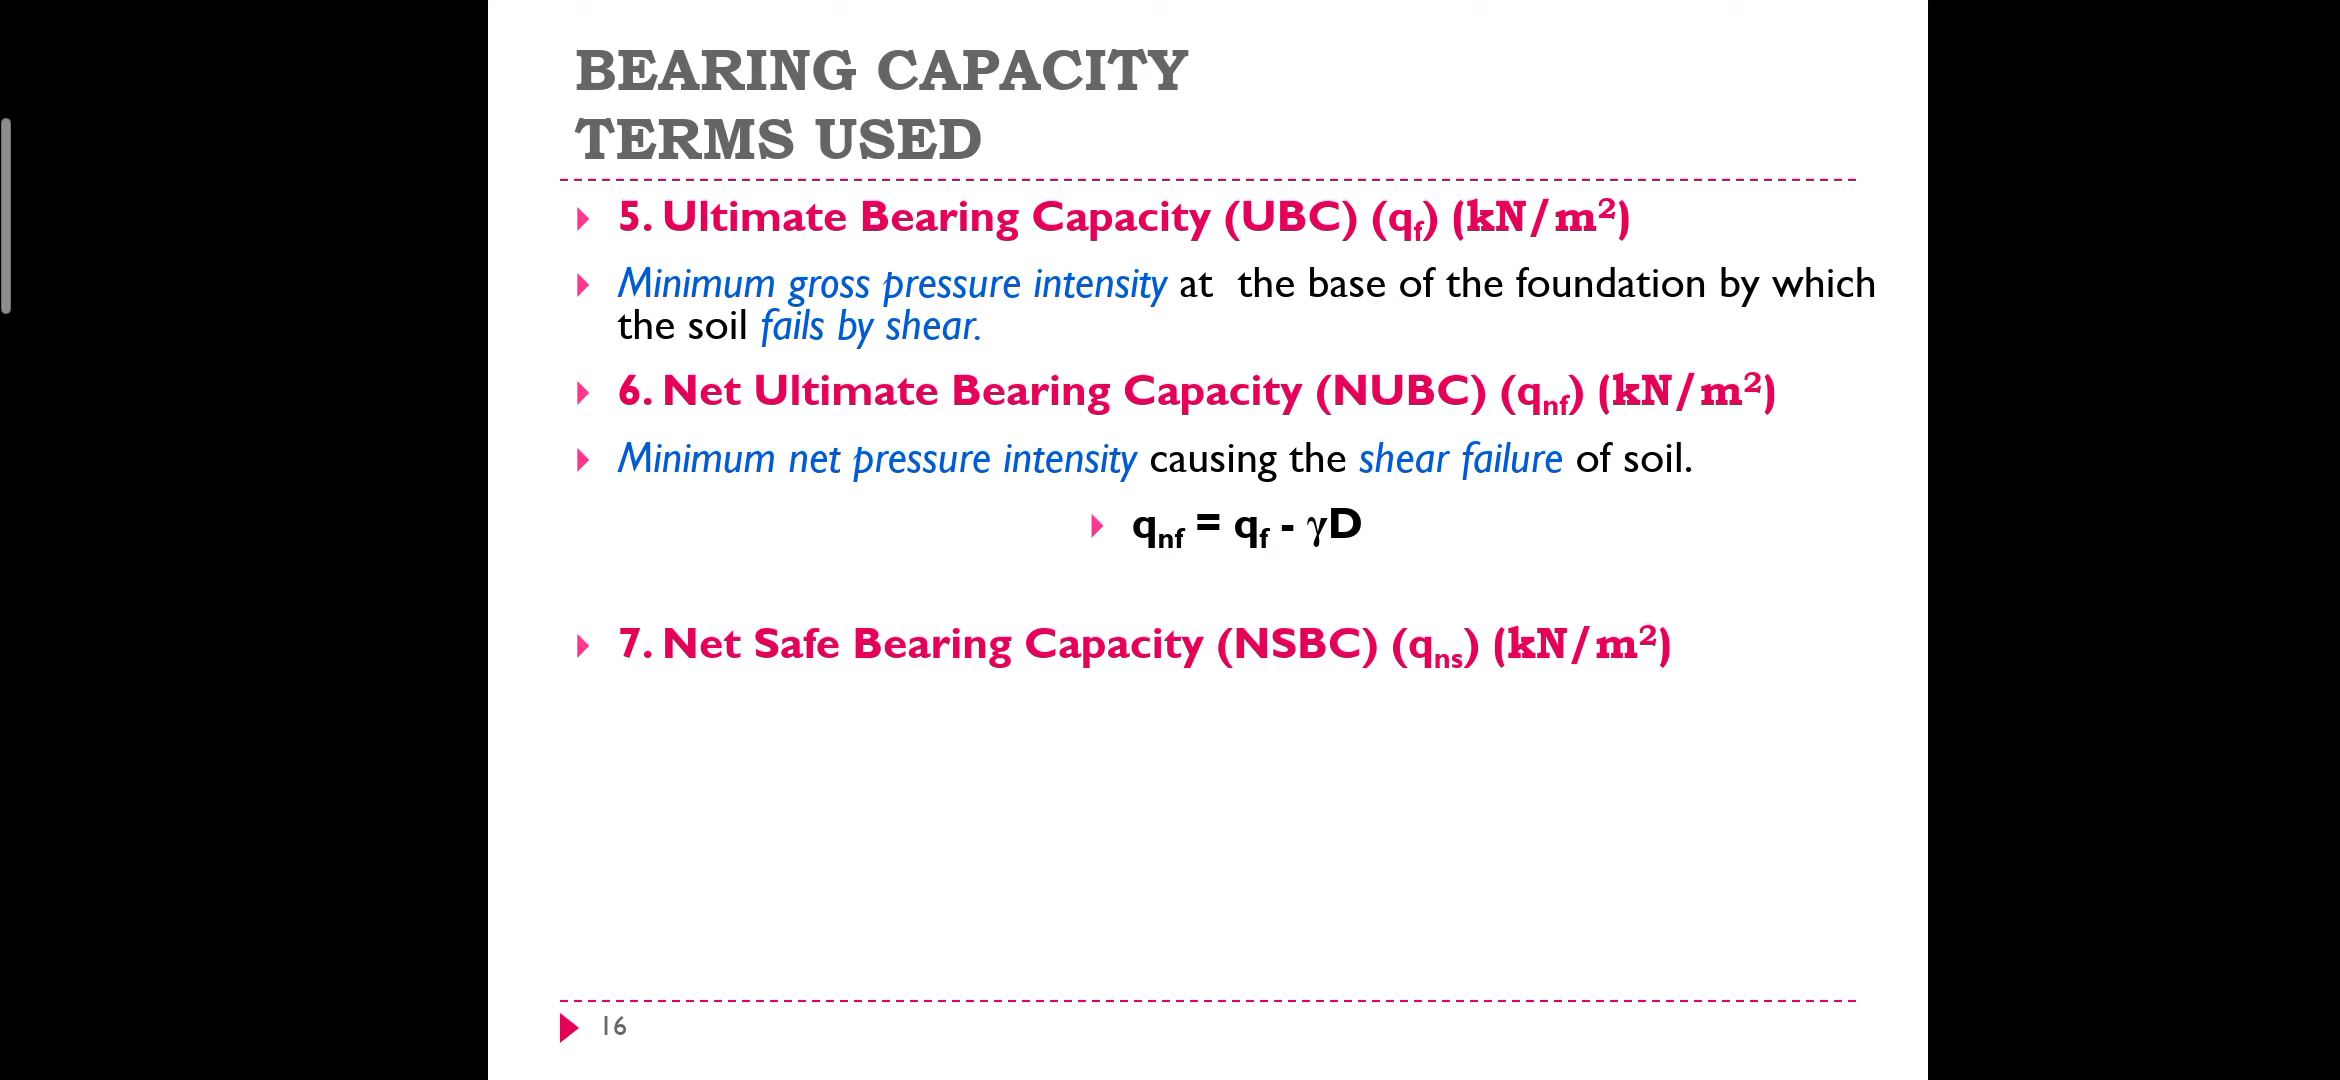 BEARING CAPACITY
TERMS USED
5. Ultimate Bearing Capacity (UBC) (qf) (kN/m²)
Minimum gross pressure intensity at the base of the foundation by which
the soil fails by shear.
6. Net Ultimate Bearing Capacity (NUBC) (qnf) (kN/m²)
Minimum net pressure intensity causing the shear failure of soil.
qnf = qf - γD
7. Net Safe Bearing Capacity (NSBC) (qns) (kN/m²)
16